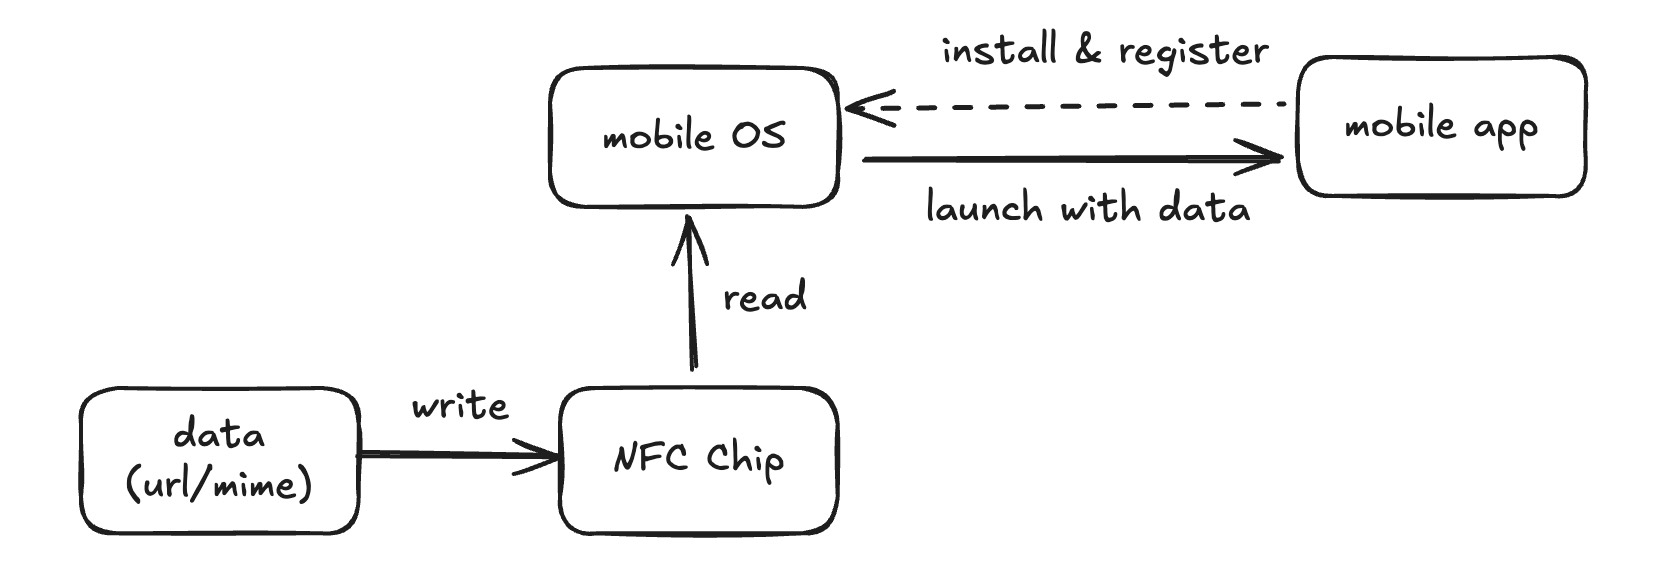 install & register
mobile OS
mobile app
launch with data
read
write
data
(url/mime)
NFC Chip